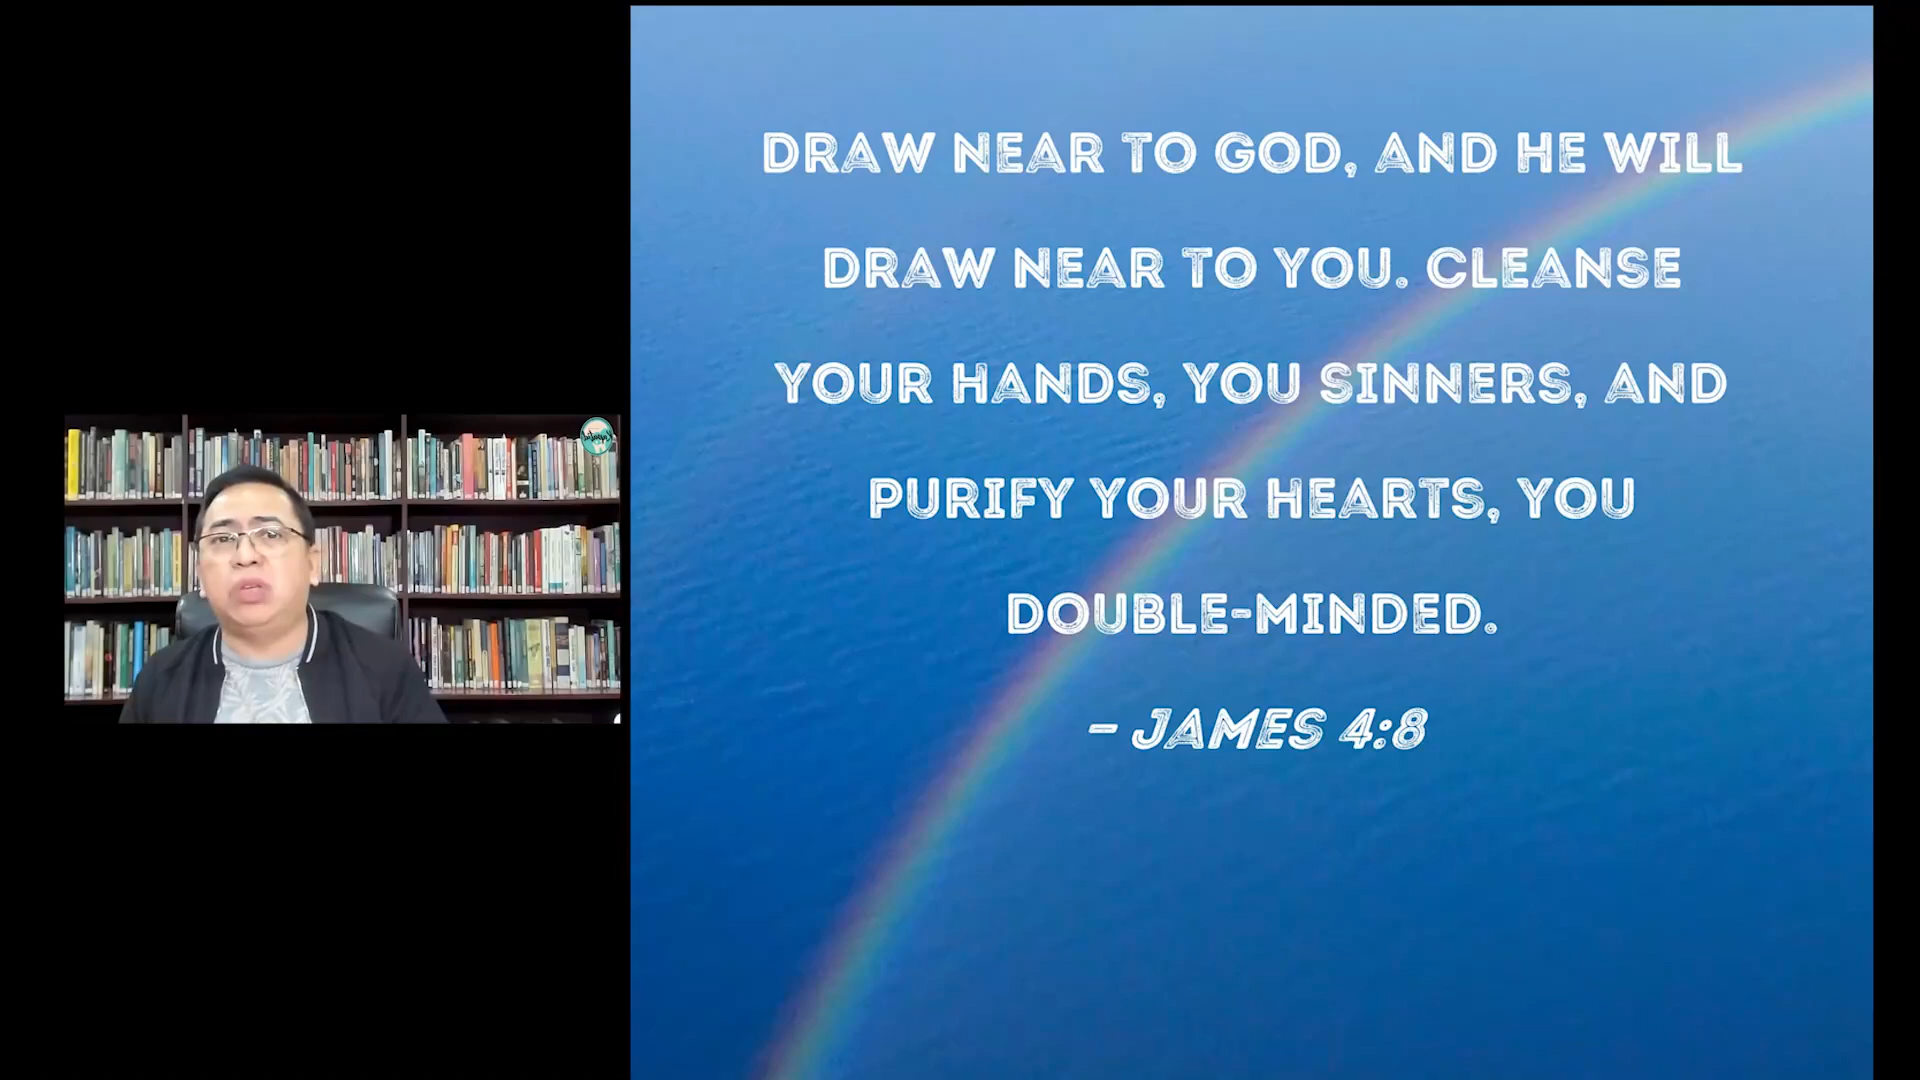 DRAW NEAR TO GOD, AND HE WILL
DRAW NEAR TO YOU. CLEANSE
YOUR HANDS, YOU SINNERS, AND
PURIFY YOUR HEARTS, YOU
DOUBLE-MINDED.
– JAMES 4:8